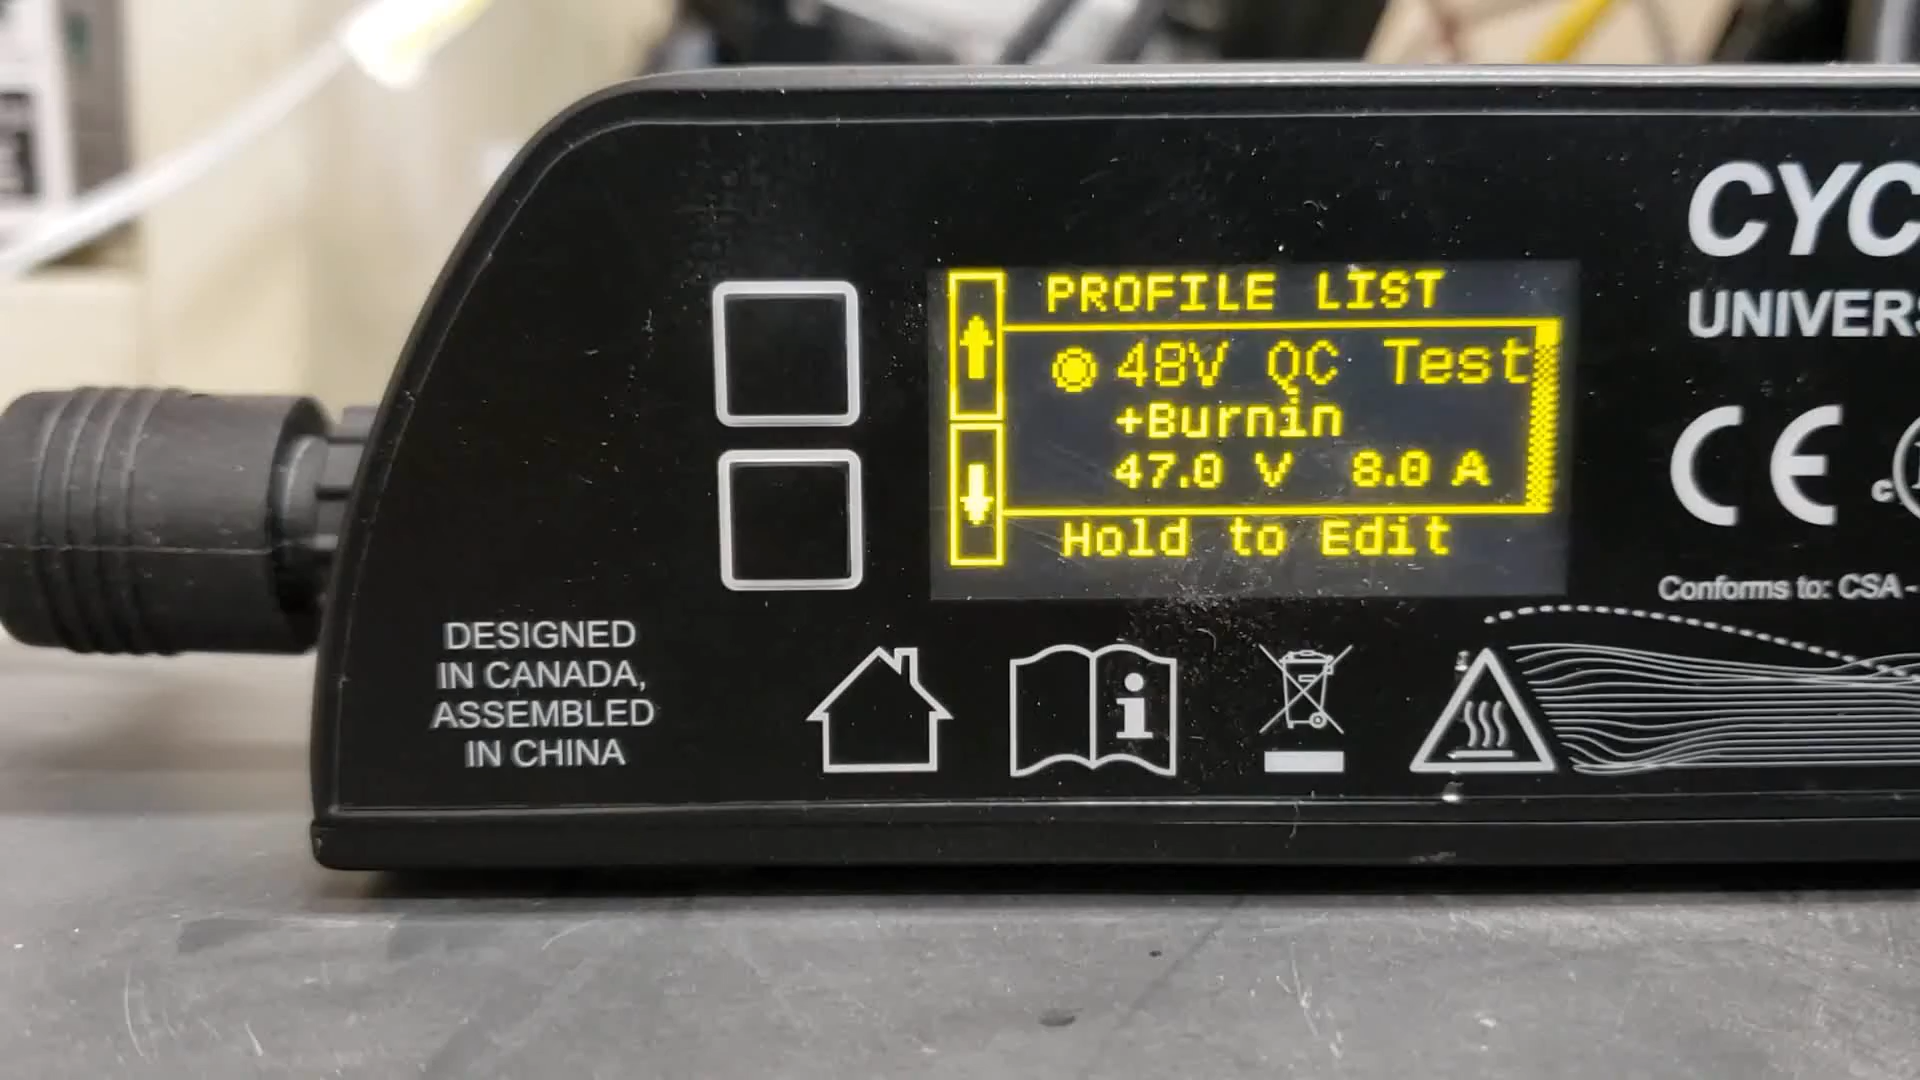 PROFILE LIST
48V QC Test
+Burnin
47.0 V 8.0 A
Hold to Edit
CYC
UNIVERS
CE
c
Conforms to: CSA -
DESIGNED
IN CANADA,
ASSEMBLED
IN CHINA
i